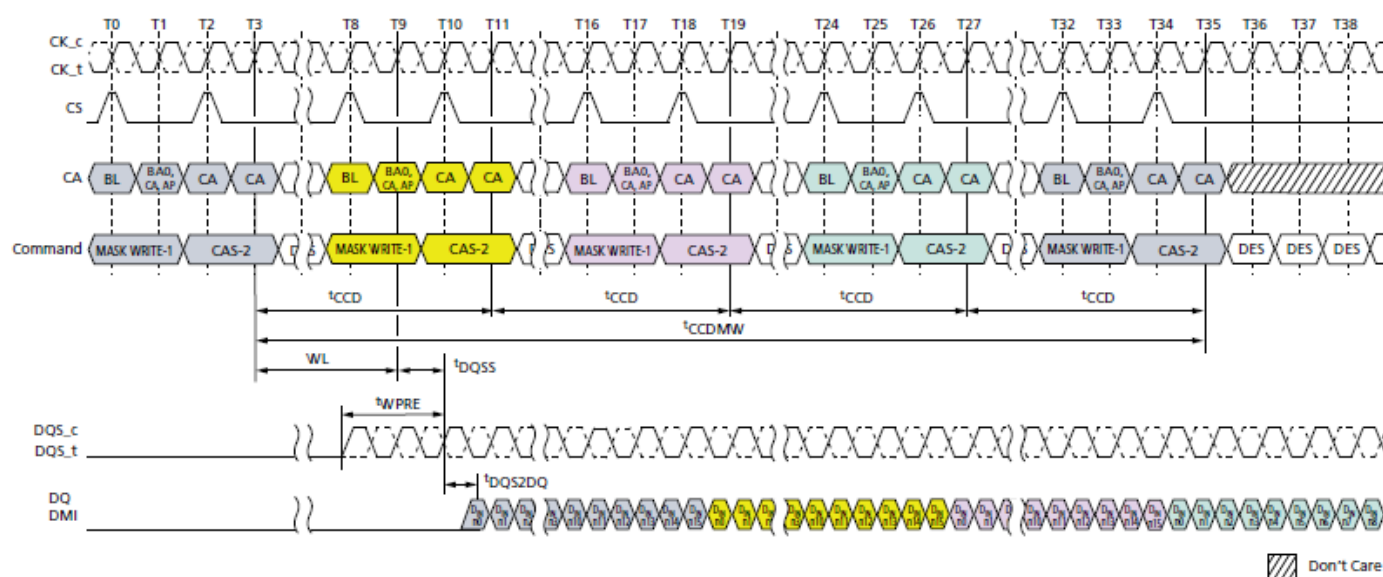 T0 T1 T2 T3 T8 T9 T10 T11 T16 T17 T18 T19 T24 T25 T26 T27 T32 T33 T34 T35 T36 T37 T38
CK_c
CK_t
CS
CA BL BA0, CA, AP CA CA BL BA0, CA, AP CA CA BL BA0, CA, AP CA CA BL BA0, CA, AP CA CA BL BA0, CA, AP CA CA
Command MASK WRITE-1 CAS-2 MASK WRITE-1 CAS-2 MASK WRITE-1 CAS-2 MASK WRITE-1 CAS-2 MASK WRITE-1 CAS-2 DES DES DES
tCCD tCCD tCCD tCCD
tCCDMW
WL tDQSS
tWPRE
DQS_c
DQS_t
tDQS2DQ
DQ
DMI
Don't Care